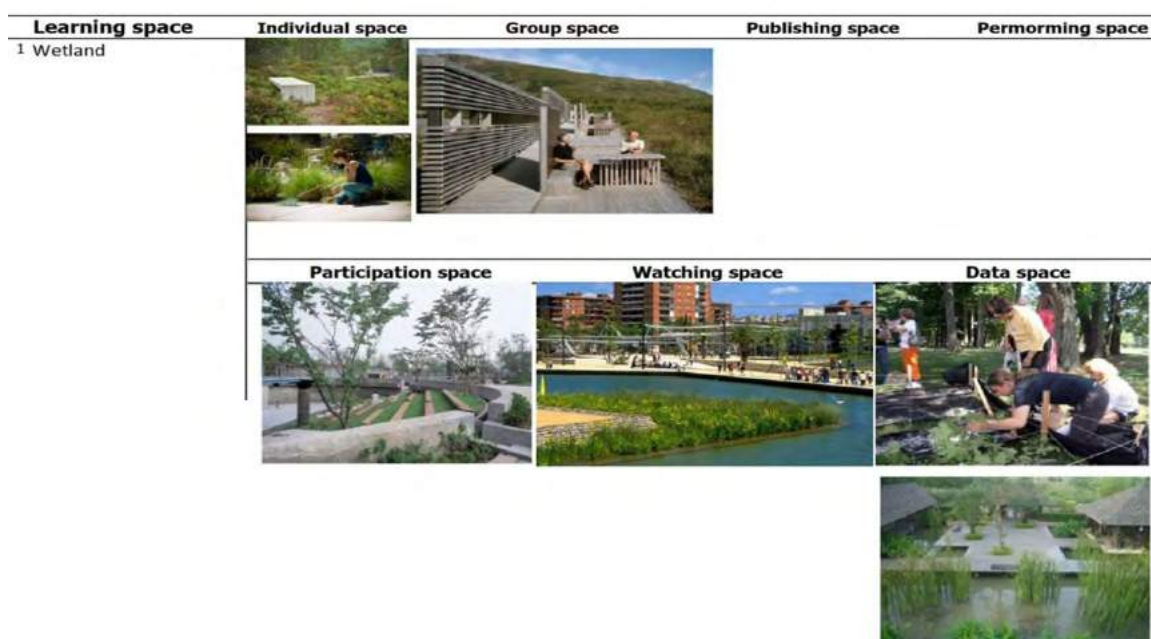 Learning space Individual space Group space Publishing space Permorming space
1 Wetland
Participation space Watching space Data space